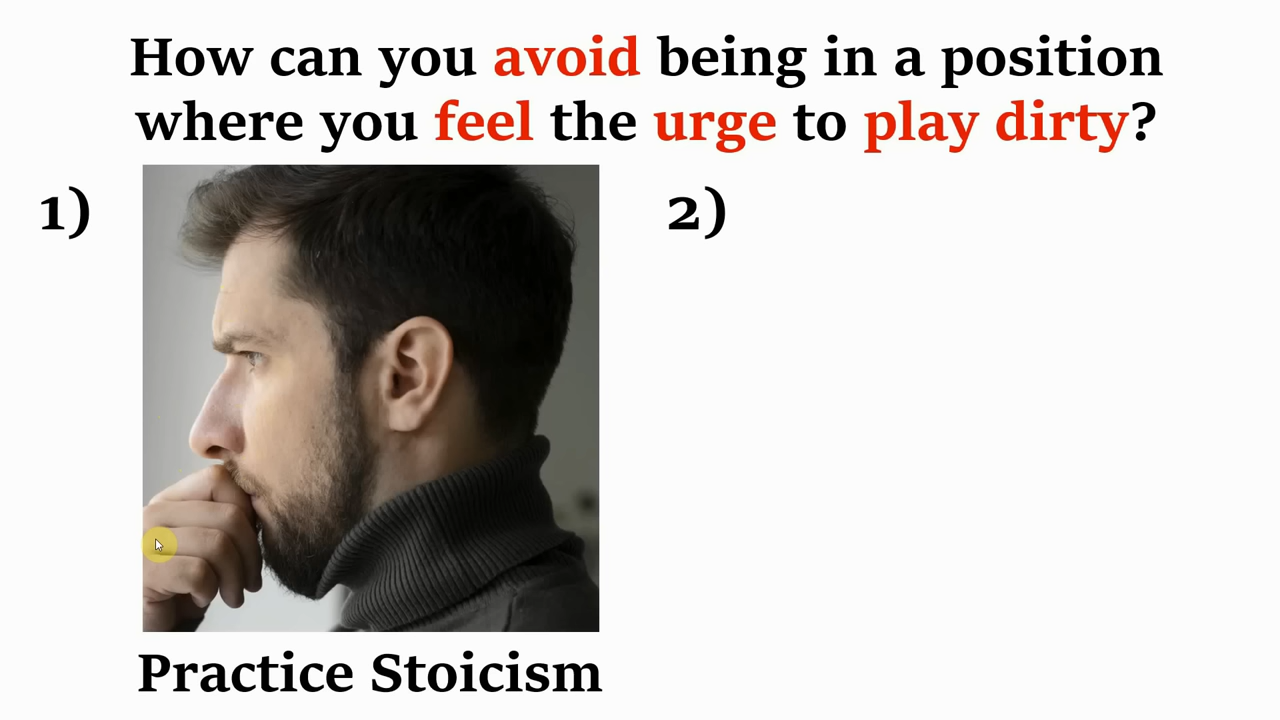 How can you avoid being in a position
where you feel the urge to play dirty?
1)
2)
Practice Stoicism